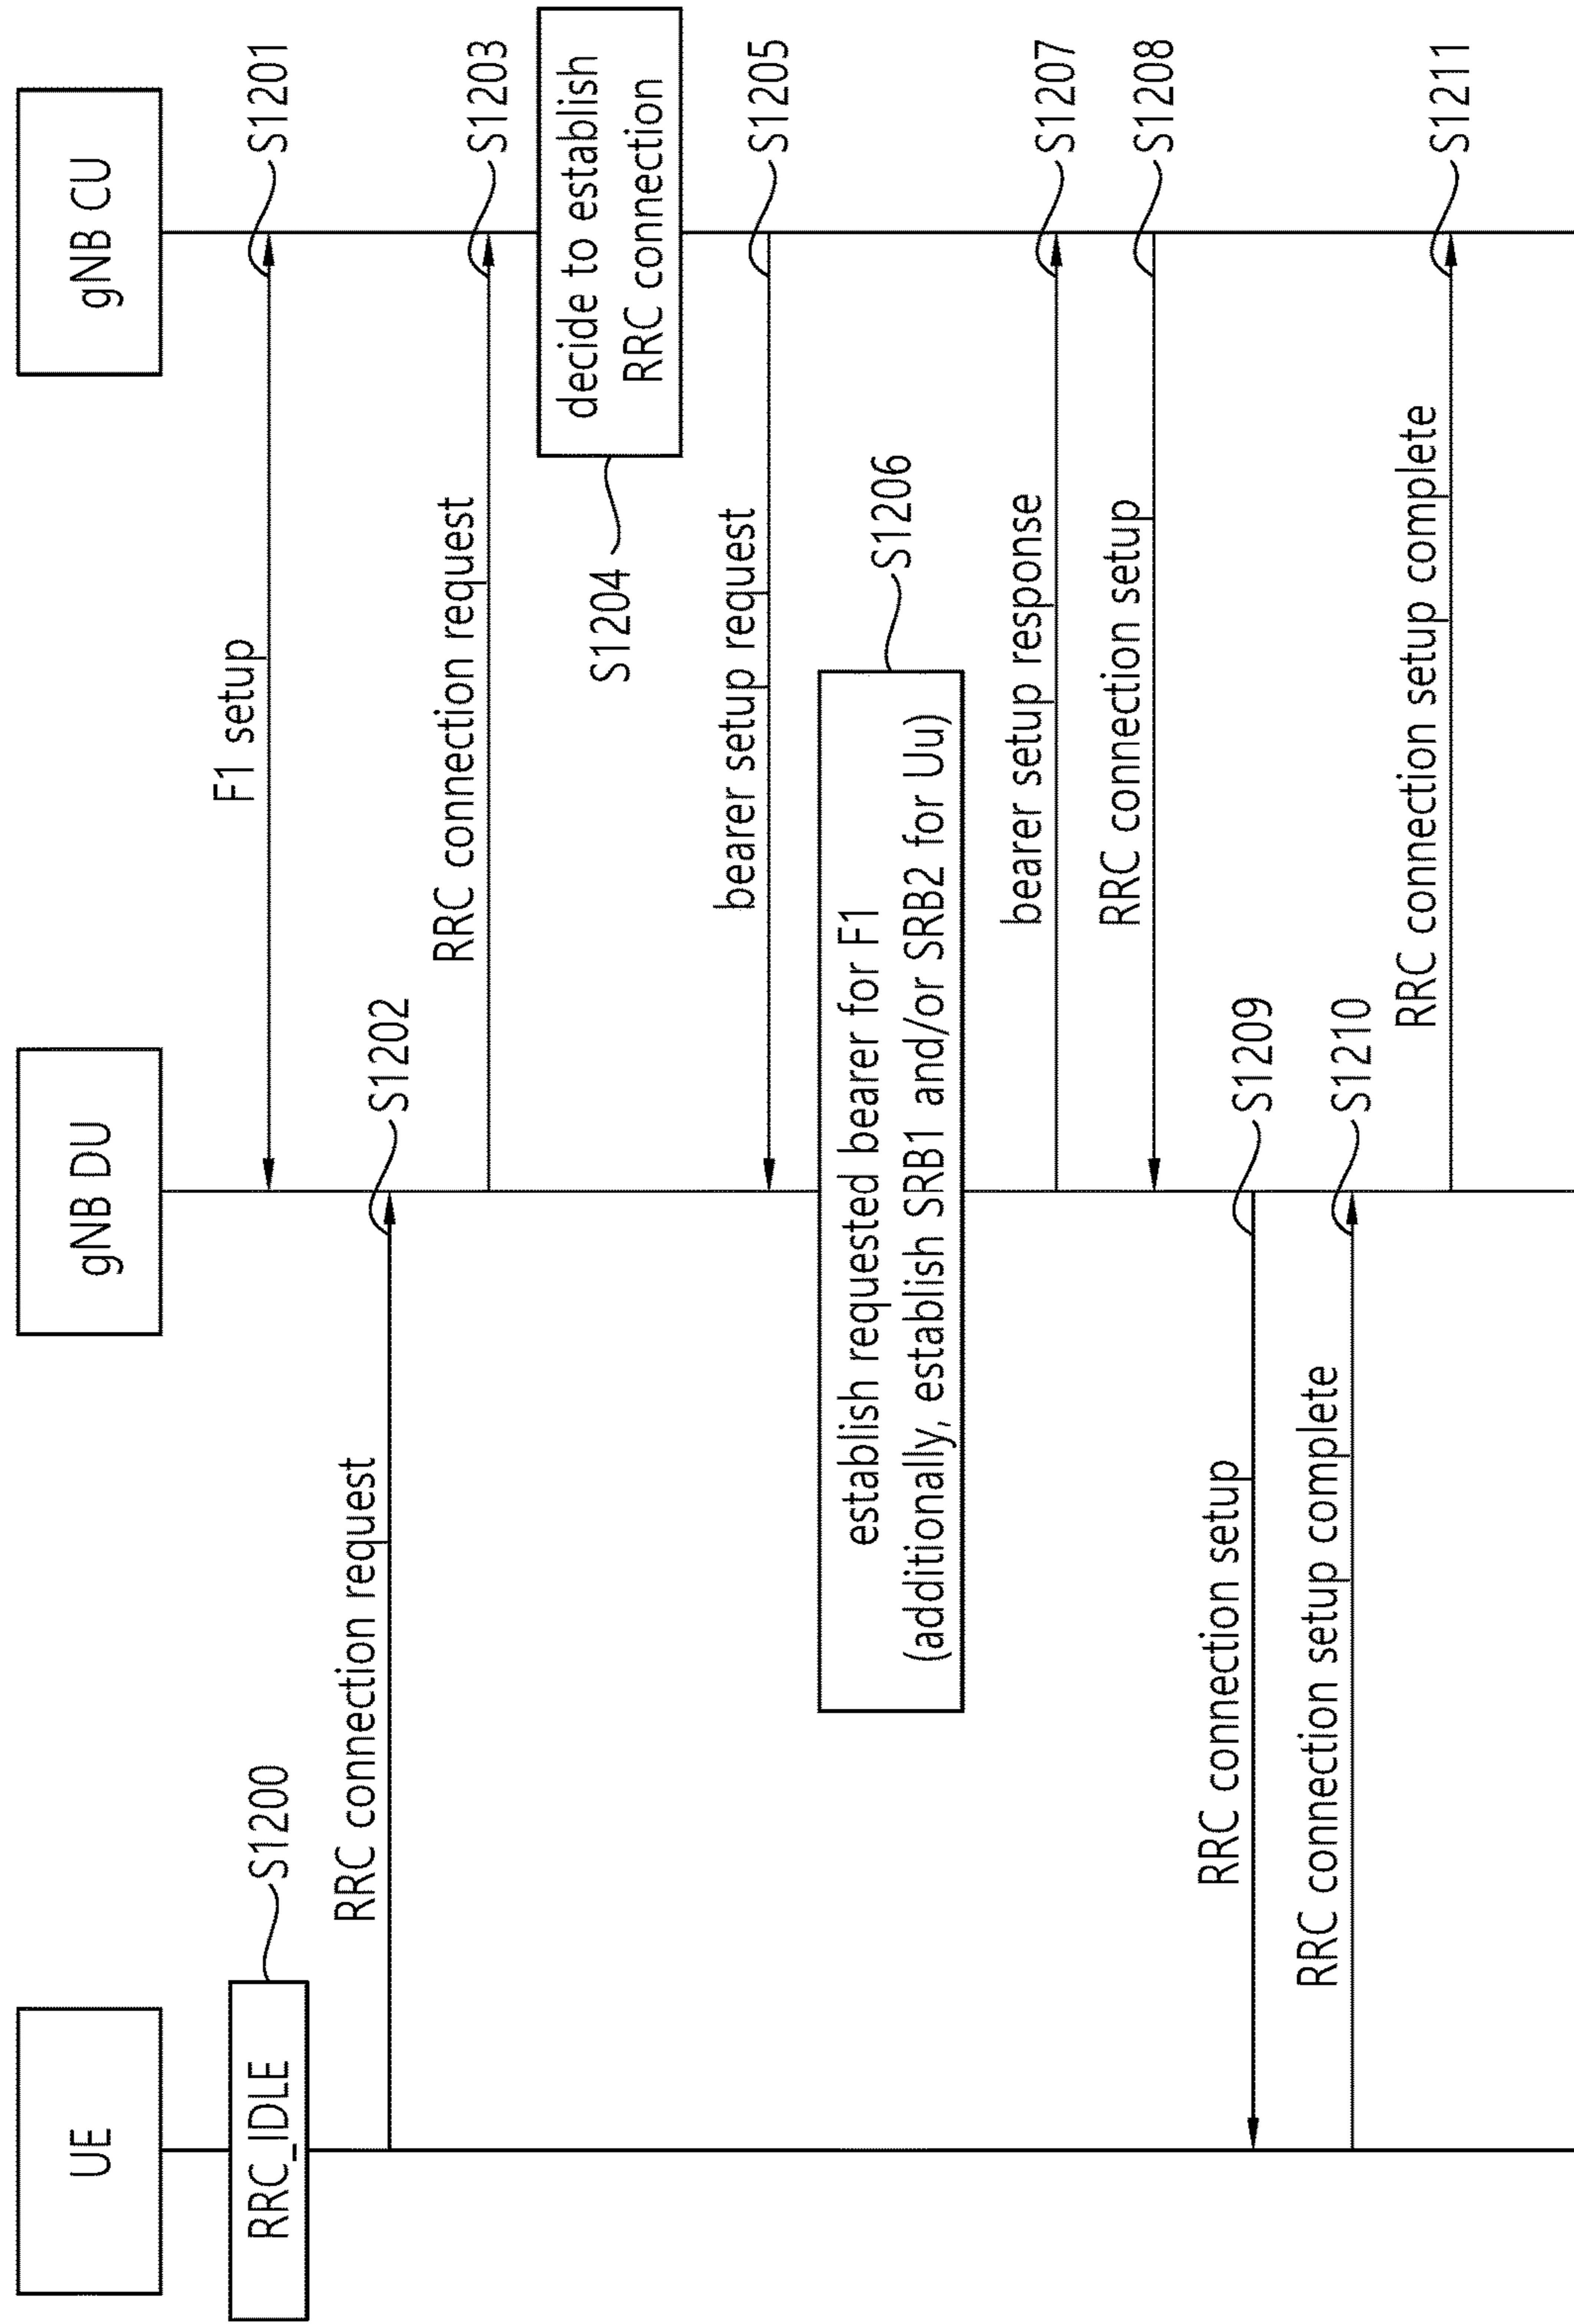 UE
gNB DU
gNB CU
RRC_IDLE
S1200
F1 setup
S1201
RRC connection request
S1202
RRC connection request
S1203
decide to establish
RRC connection
S1204
bearer setup request
S1205
establish requested bearer for F1
(additionally, establish SRB1 and/or SRB2 for Uu)
S1206
bearer setup response
S1207
RRC connection setup
S1208
RRC connection setup
S1209
RRC connection setup complete
S1210
RRC connection setup complete
S1211